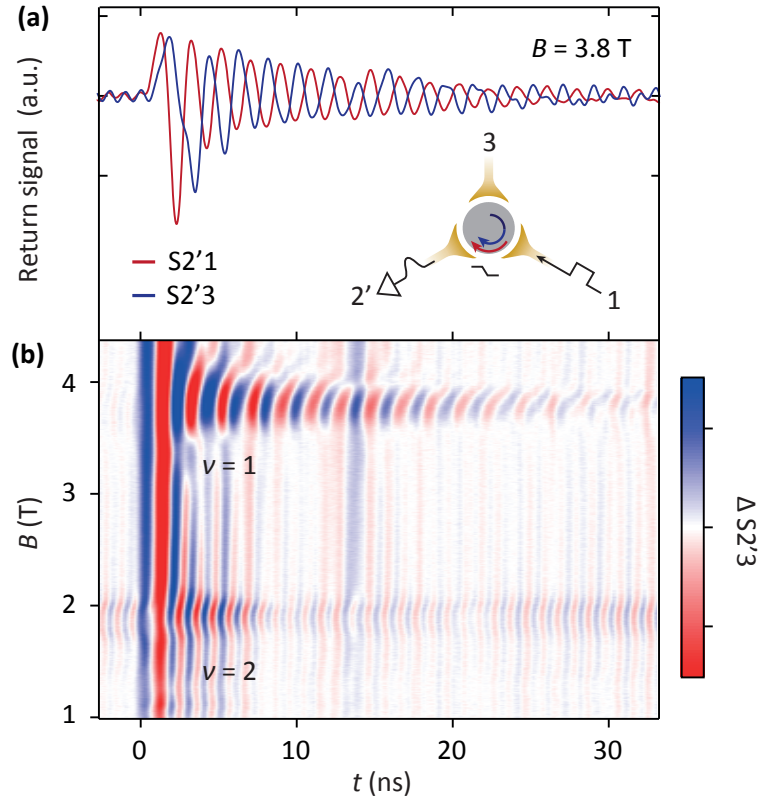 (a)
B = 3.8 T
Return signal (a.u.)
3
S2'1
S2'3
2'
1
(b)
4
ν = 1
3
B (T)
2
ν = 2
1
Δ S2'3
0
10
20
30
t (ns)